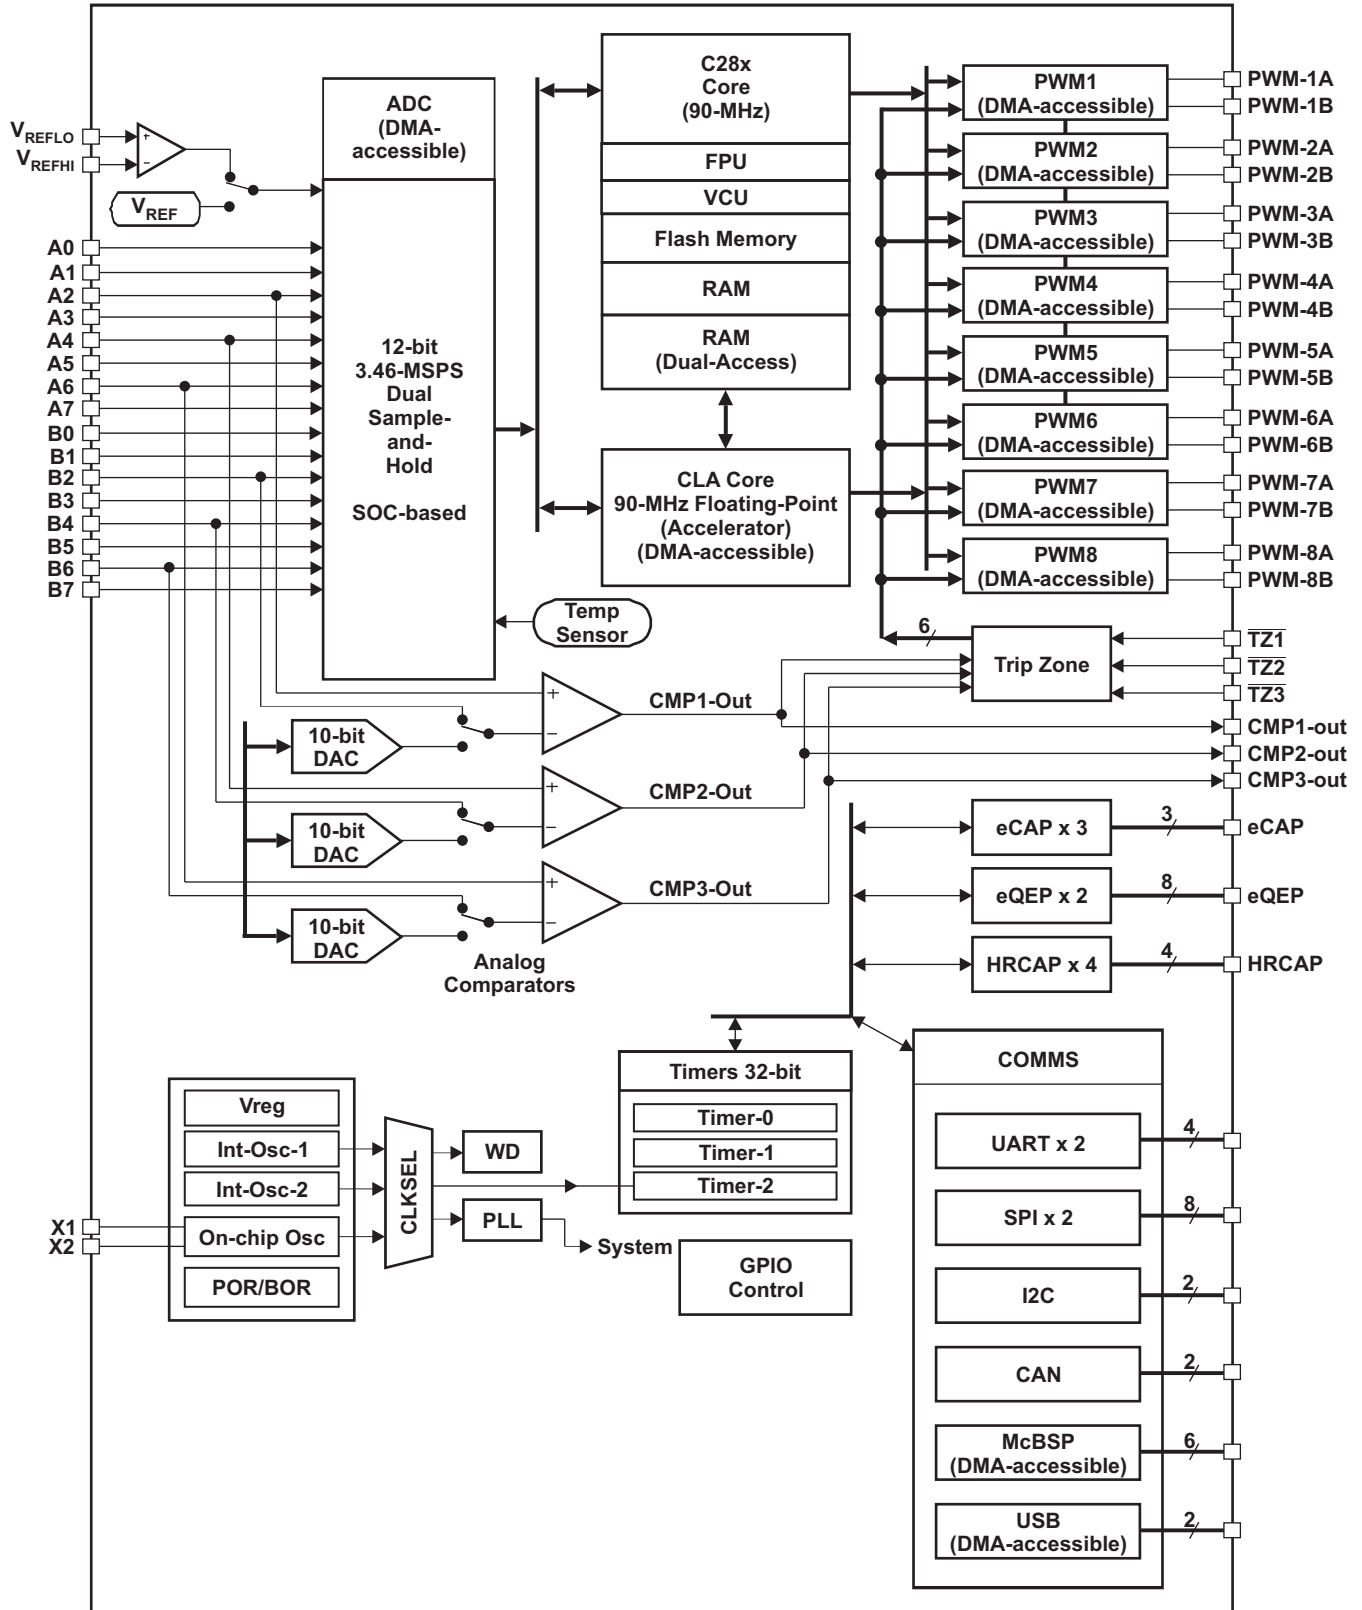 VREFLO
VREFHI
VREF
A0
A1
A2
A3
A4
A5
A6
A7
B0
B1
B2
B3
B4
B5
B6
B7
ADC
(DMA-
accessible)
12-bit
3.46-MSPS
Dual
Sample-
and-
Hold
SOC-based
C28x
Core
(90-MHz)
FPU
VCU
Flash Memory
RAM
RAM
(Dual-Access)
CLA Core
90-MHz Floating-Point
(Accelerator)
(DMA-accessible)
Temp
Sensor
PWM1
(DMA-accessible)
PWM2
(DMA-accessible)
PWM3
(DMA-accessible)
PWM4
(DMA-accessible)
PWM5
(DMA-accessible)
PWM6
(DMA-accessible)
PWM7
(DMA-accessible)
PWM8
(DMA-accessible)
PWM-1A
PWM-1B
PWM-2A
PWM-2B
PWM-3A
PWM-3B
PWM-4A
PWM-4B
PWM-5A
PWM-5B
PWM-6A
PWM-6B
PWM-7A
PWM-7B
PWM-8A
PWM-8B
6
Trip Zone
TZ1
TZ2
TZ3
CMP1-out
CMP2-out
CMP3-out
10-bit
DAC
CMP1-Out
10-bit
DAC
CMP2-Out
10-bit
DAC
CMP3-Out
Analog
Comparators
eCAP x 3
3
eCAP
eQEP x 2
8
eQEP
HRCAP x 4
4
HRCAP
Vreg
Int-Osc-1
Int-Osc-2
On-chip Osc
POR/BOR
X1
X2
CLKSEL
WD
PLL
System
Timers 32-bit
Timer-0
Timer-1
Timer-2
GPIO
Control
COMMS
UART x 2
4
SPI x 2
8
I2C
2
CAN
2
McBSP
(DMA-accessible)
6
USB
(DMA-accessible)
2